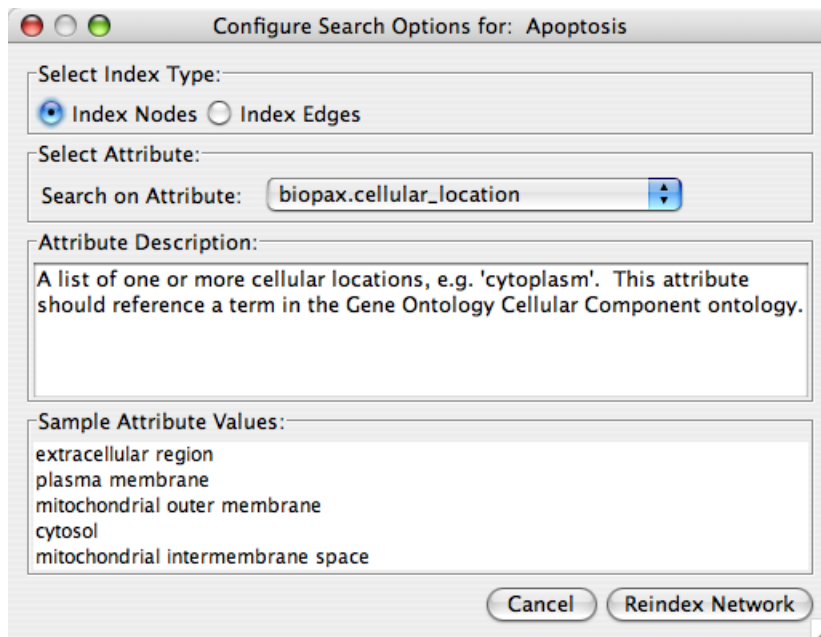 Configure Search Options for: Apoptosis
Select Index Type:
Index Nodes Index Edges
Select Attribute:
Search on Attribute: biopax.cellular_location
Attribute Description:
A list of one or more cellular locations, e.g. 'cytoplasm'. This attribute
should reference a term in the Gene Ontology Cellular Component ontology.
Sample Attribute Values:
extracellular region
plasma membrane
mitochondrial outer membrane
cytosol
mitochondrial intermembrane space
Cancel Reindex Network